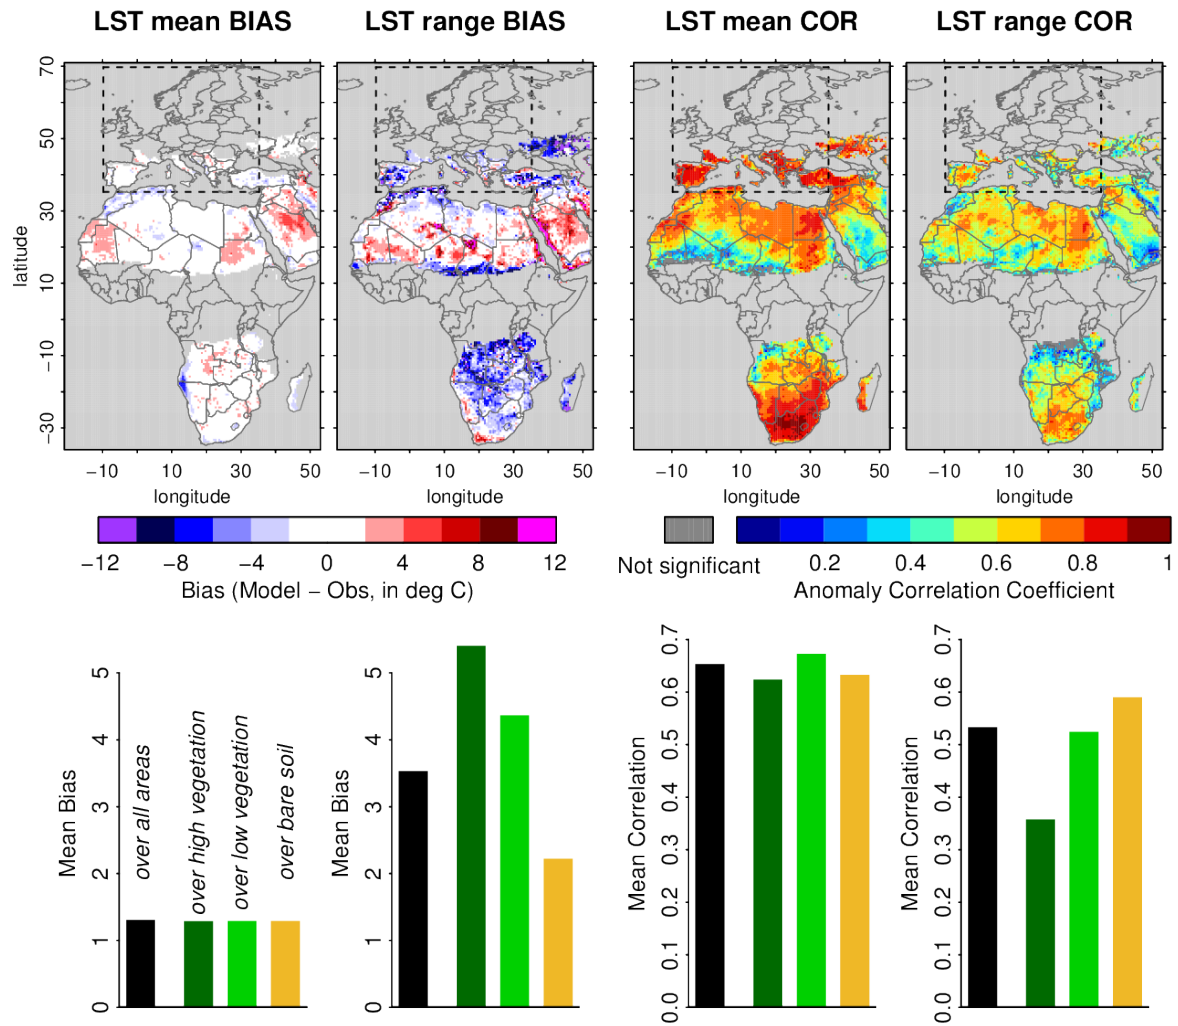 LST mean BIAS LST range BIAS LST mean COR LST range COR
70
50
30
10
−10
−30
latitude
−10 10 30 50 −10 10 30 50 −10 10 30 50 −10 10 30 50
longitude longitude longitude longitude
−12 −8 −4 0 4 8 12
Bias (Model − Obs, in deg C)
Not significant
0.2 0.4 0.6 0.8 1
Anomaly Correlation Coefficient
Mean Bias
0 1 2 3 4 5
over all areas
over high vegetation
over low vegetation
over bare soil
Mean Bias
0 1 2 3 4 5
Mean Correlation
0.0 0.1 0.2 0.3 0.4 0.5 0.6 0.7
Mean Correlation
0.0 0.1 0.2 0.3 0.4 0.5 0.6 0.7